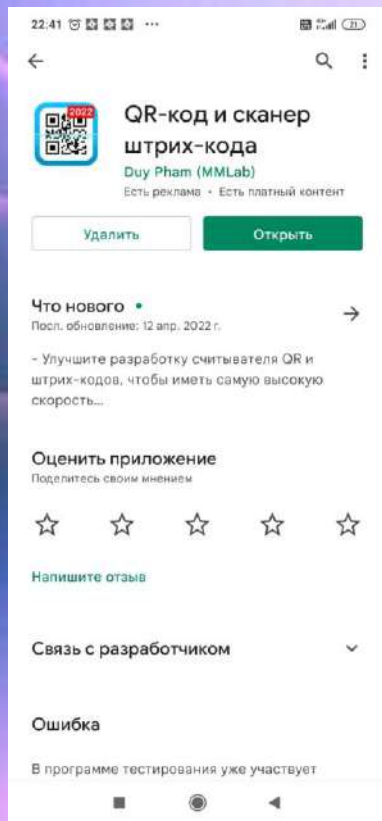 22:41
21
2022
QR-код и сканер
штрих-кода
Duy Pham (MMLab)
Есть реклама • Есть платный контент
Удалить
Открыть
Что нового •
Посл. обновление: 12 апр. 2022 г.
- Улучшите разработку считывателя QR и
штрих-кодов, чтобы иметь самую высокую
скорость...
Оценить приложение
Поделитесь своим мнением
Напишите отзыв
Связь с разработчиком
Ошибка
В программе тестирования уже участвует